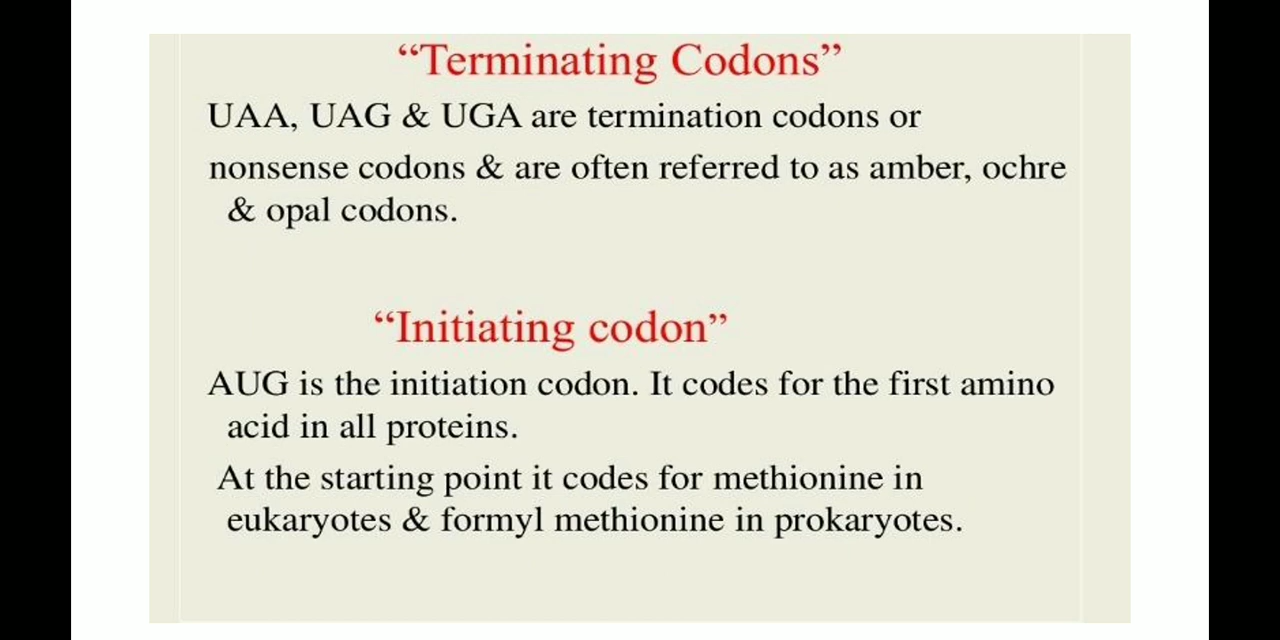 “Terminating Codons”
UAA, UAG & UGA are termination codons or
nonsense codons & are often referred to as amber, ochre
& opal codons.
“Initiating codon”
AUG is the initiation codon. It codes for the first amino
acid in all proteins.
At the starting point it codes for methionine in
eukaryotes & formyl methionine in prokaryotes.